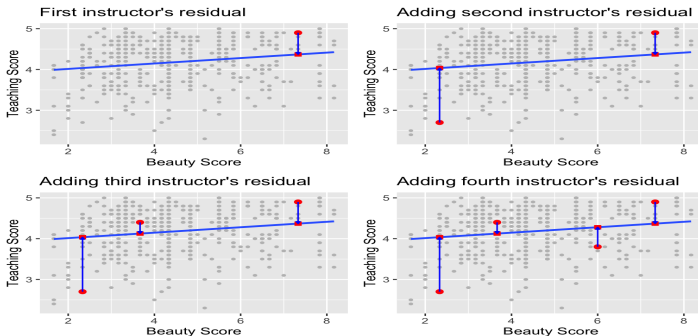 First instructor's residual
Adding second instructor's residual
5
4
3
Teaching Score
2
4
6
8
Beauty Score
5
4
3
Teaching Score
2
4
6
8
Beauty Score
Adding third instructor's residual
Adding fourth instructor's residual
5
4
3
Teaching Score
2
4
6
8
Beauty Score
5
4
3
Teaching Score
2
4
6
8
Beauty Score